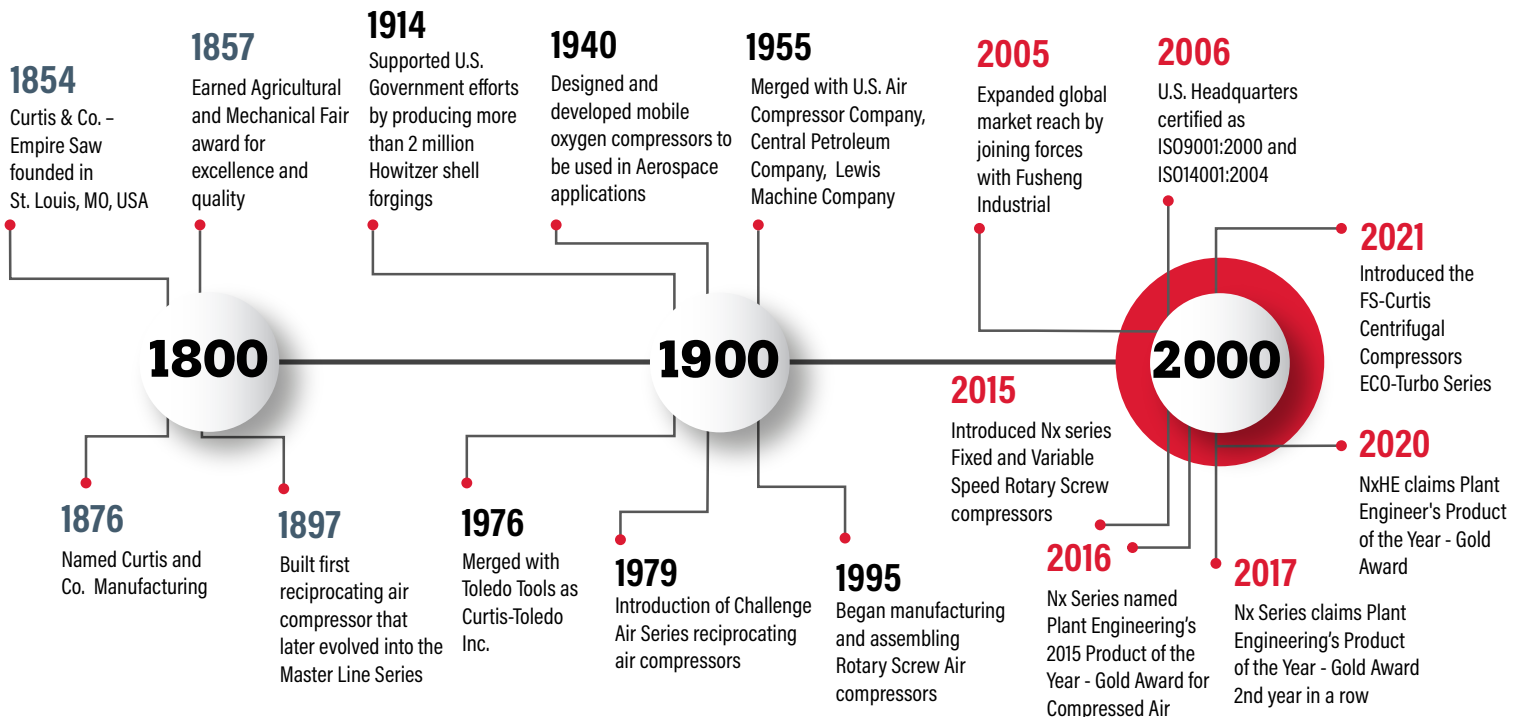 1854
Curtis & Co. –
Empire Saw
founded in
St. Louis, MO, USA
1857
Earned Agricultural
and Mechanical Fair
award for
excellence and
quality
1914
Supported U.S.
Government efforts
by producing more
than 2 million
Howitzer shell
forgings
1940
Designed and
developed mobile
oxygen compressors to
be used in Aerospace
applications
1955
Merged with U.S. Air
Compressor Company,
Central Petroleum
Company, Lewis
Machine Company
2005
Expanded global
market reach by
joining forces
with Fusheng
Industrial
2006
U.S. Headquarters
certified as
ISO9001:2000 and
ISO14001:2004
2021
Introduced the
FS-Curtis
Centrifugal
Compressors
ECO-Turbo Series
1800
1900
2000
1876
Named Curtis and
Co. Manufacturing
1897
Built first
reciprocating air
compressor that
later evolved into the
Master Line Series
1976
Merged with
Toledo Tools as
Curtis-Toledo
Inc.
1979
Introduction of Challenge
Air Series reciprocating
air compressors
1995
Began manufacturing
and assembling
Rotary Screw Air
compressors
2015
Introduced Nx series
Fixed and Variable
Speed Rotary Screw
compressors
2016
Nx Series named
Plant Engineering's
2015 Product of the
Year - Gold Award for
Compressed Air
2017
Nx Series claims Plant
Engineering's Product
of the Year - Gold Award
2nd year in a row
2020
NxHE claims Plant
Engineer's Product
of the Year - Gold
Award